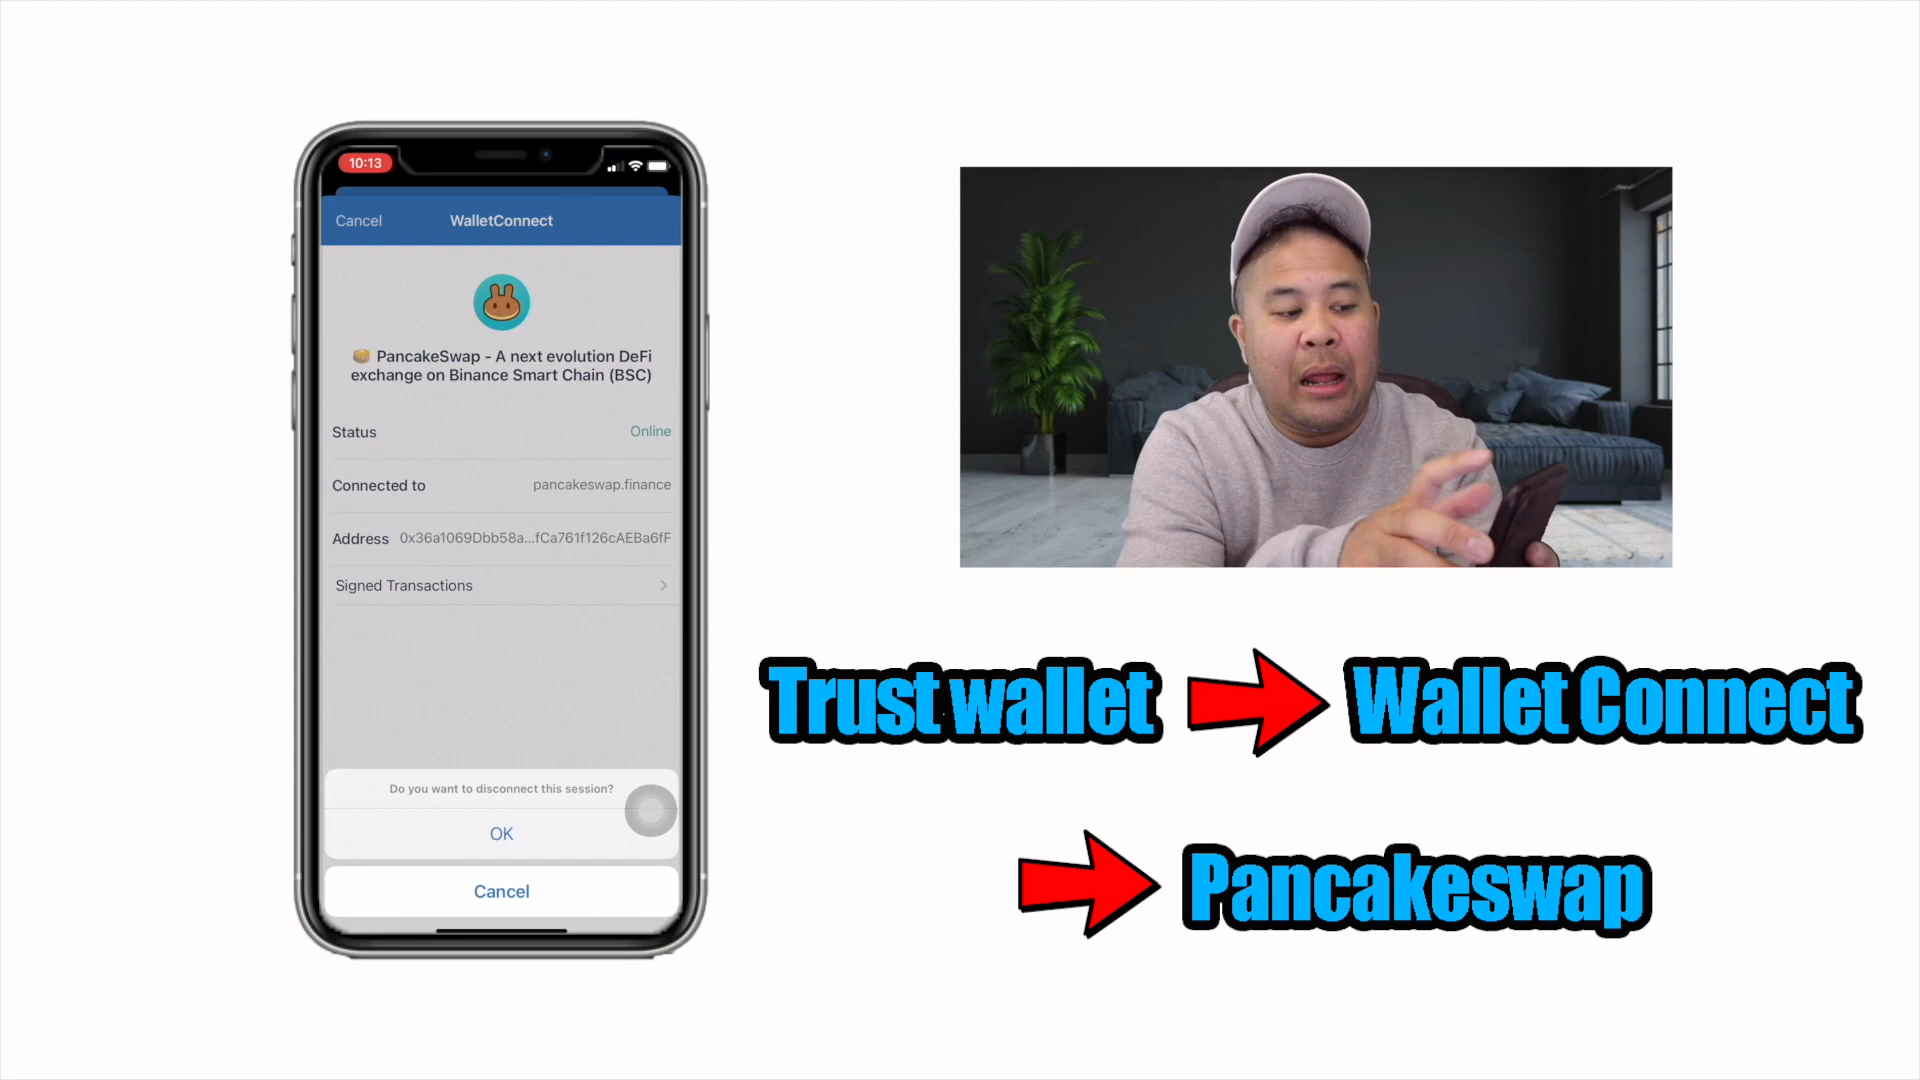 10:13
Cancel
WalletConnect
PancakeSwap - A next evolution DeFi
exchange on Binance Smart Chain (BSC)
Status
Online
Connected to
pancakeswap.finance
Address
0x36a1069Dbb58a...fCa761f126cAEBa6fF
Signed Transactions
Do you want to disconnect this session?
OK
Cancel
Trust wallet
Wallet Connect
Pancakeswap